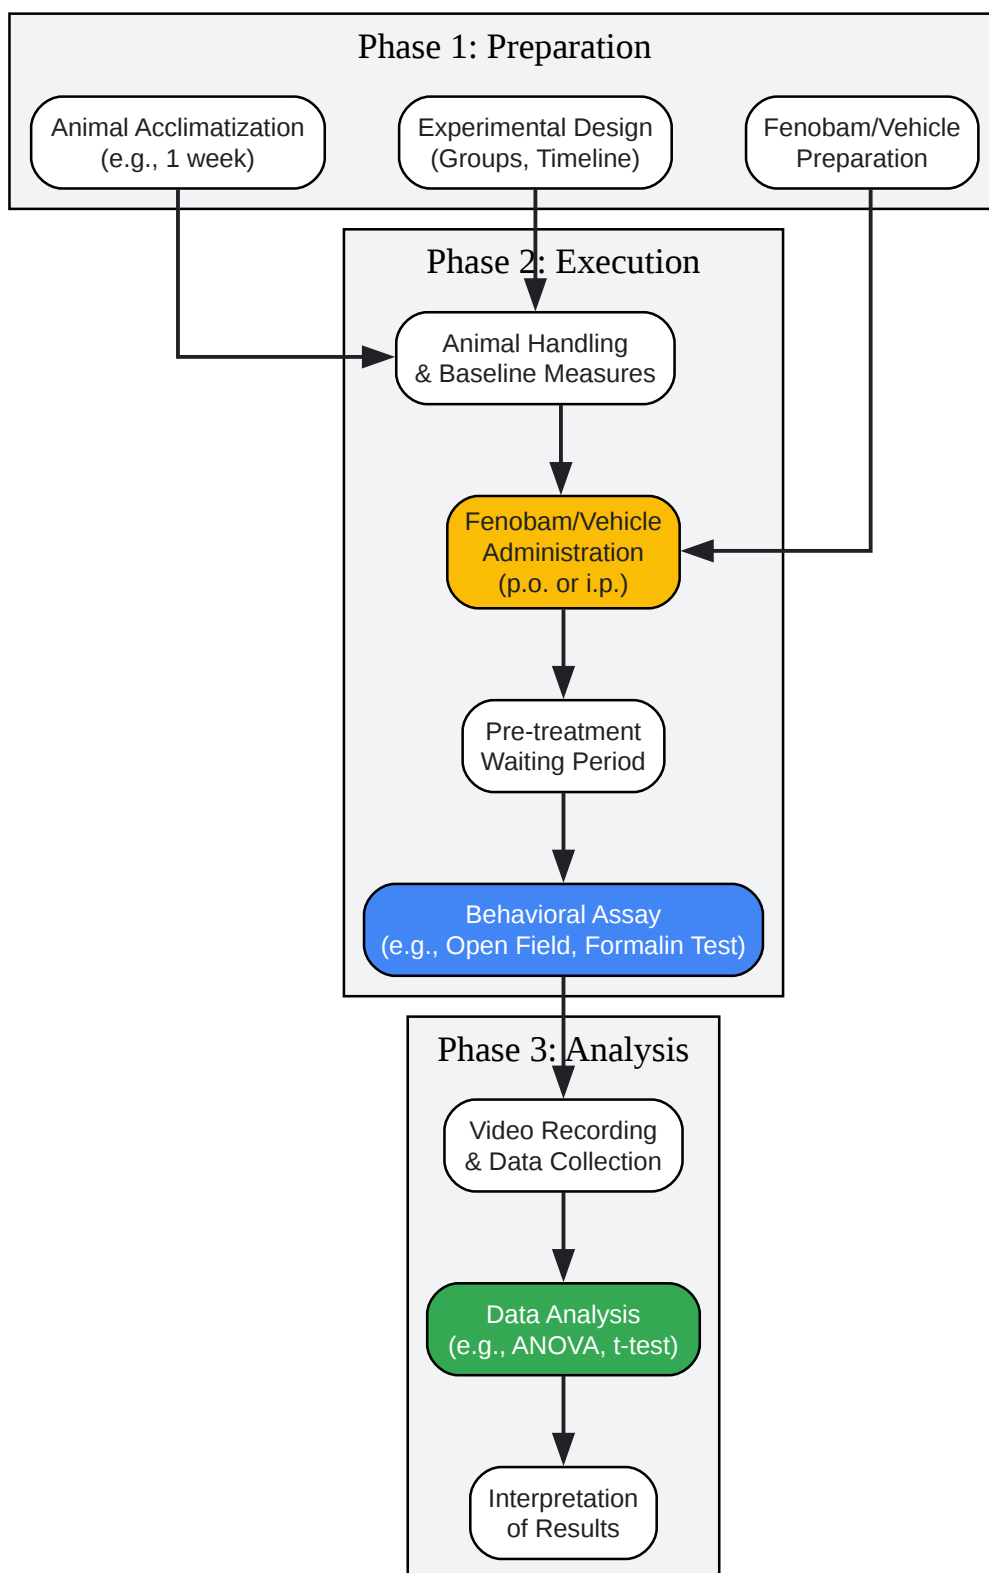 Phase 1: Preparation
Animal Acclimatization
(e.g., 1 week)
Experimental Design
(Groups, Timeline)
Fenobam/Vehicle
Preparation
Phase 2: Execution
Animal Handling
& Baseline Measures
Fenobam/Vehicle
Administration
(p.o. or i.p.)
Pre-treatment
Waiting Period
Behavioral Assay
(e.g., Open Field, Formalin Test)
Phase 3: Analysis
Video Recording
& Data Collection
Data Analysis
(e.g., ANOVA, t-test)
Interpretation
of Results